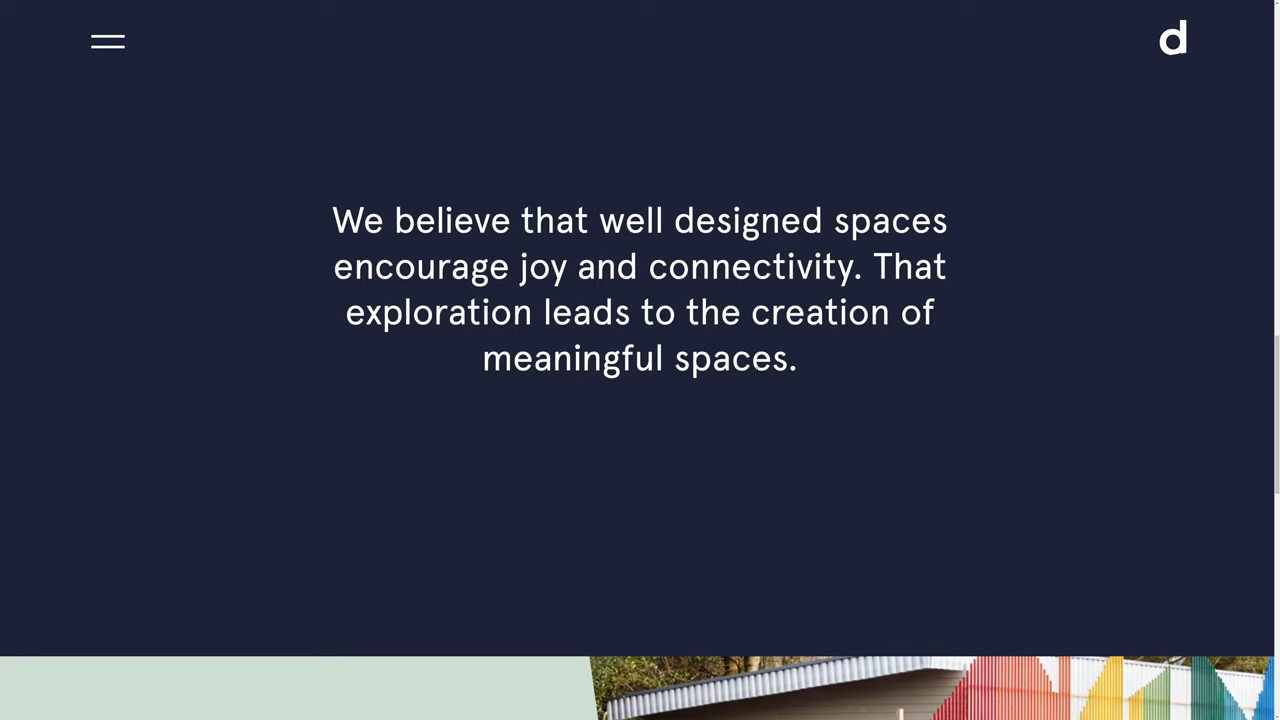 d
We believe that well designed spaces
encourage joy and connectivity. That
exploration leads to the creation of
meaningful spaces.